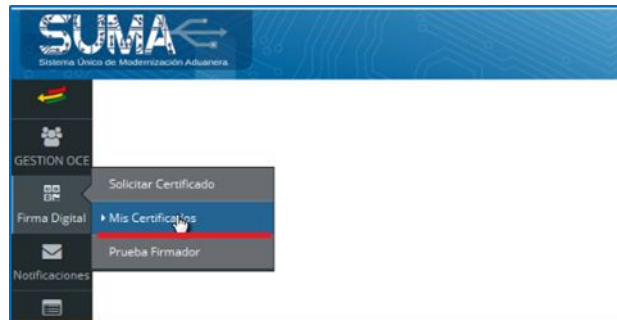 SUMA
Sistema Único de Modernización Aduanera
GESTION OCE
Solicitar Certificado
Firma Digital
Mis Certificados
Prueba Firmador
Notificaciones